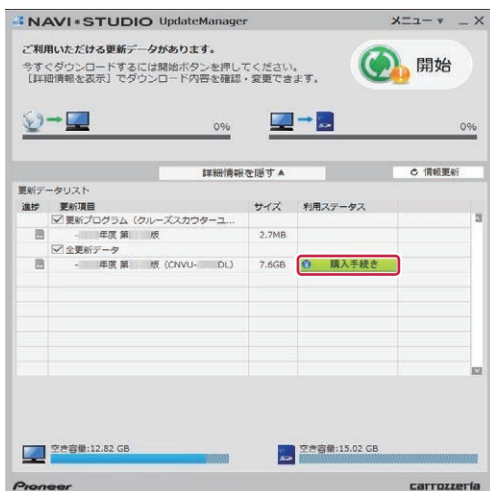 NAVI*STUDIO UpdateManager メニュー ▼ _ X
ご利用いただける更新データがあります。
今すぐダウンロードするには開始ボタンを押してください。
［詳細情報を表示］でダウンロード内容を確認・変更できます。
開始
0% 0%
詳細情報を隠す▲ 情報更新
更新データリスト
進捗 更新項目 サイズ 利用ステータス
更新プログラム（クルーズスカウターユ...
- 年度 第 版 2.7MB
全更新データ
- 年度 第 版（CNVU- DL） 7.6GB 購入手続き
空き容量:12.82 GB 空き容量:15.02 GB
Pioneer carrozzeria